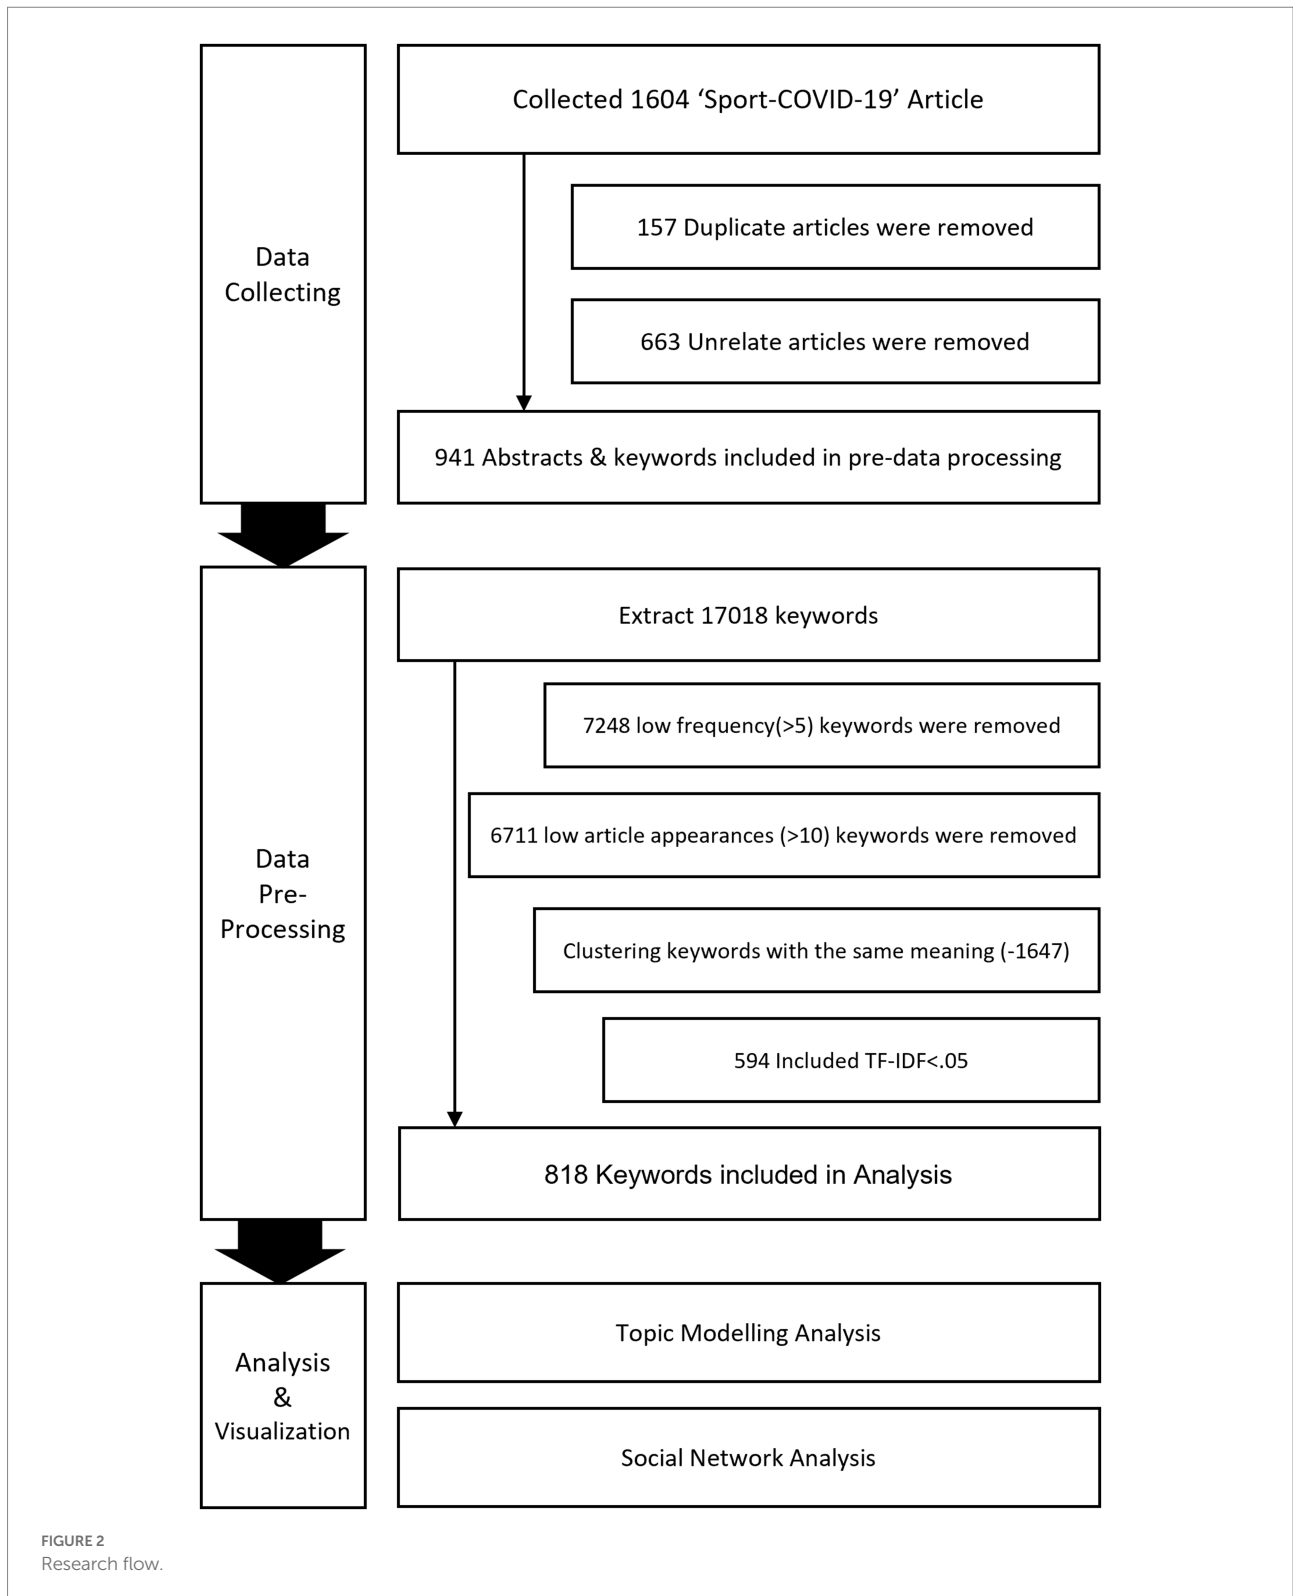 Data
Collecting
Collected 1604 ‘Sport-COVID-19’ Article
157 Duplicate articles were removed
663 Unrelate articles were removed
941 Abstracts & keywords included in pre-data processing
Data
Pre-
Processing
Extract 17018 keywords
7248 low frequency(>5) keywords were removed
6711 low article appearances (>10) keywords were removed
Clustering keywords with the same meaning (-1647)
594 Included TF-IDF<.05
818 Keywords included in Analysis
Analysis
&
Visualization
Topic Modelling Analysis
Social Network Analysis
FIGURE 2
Research flow.